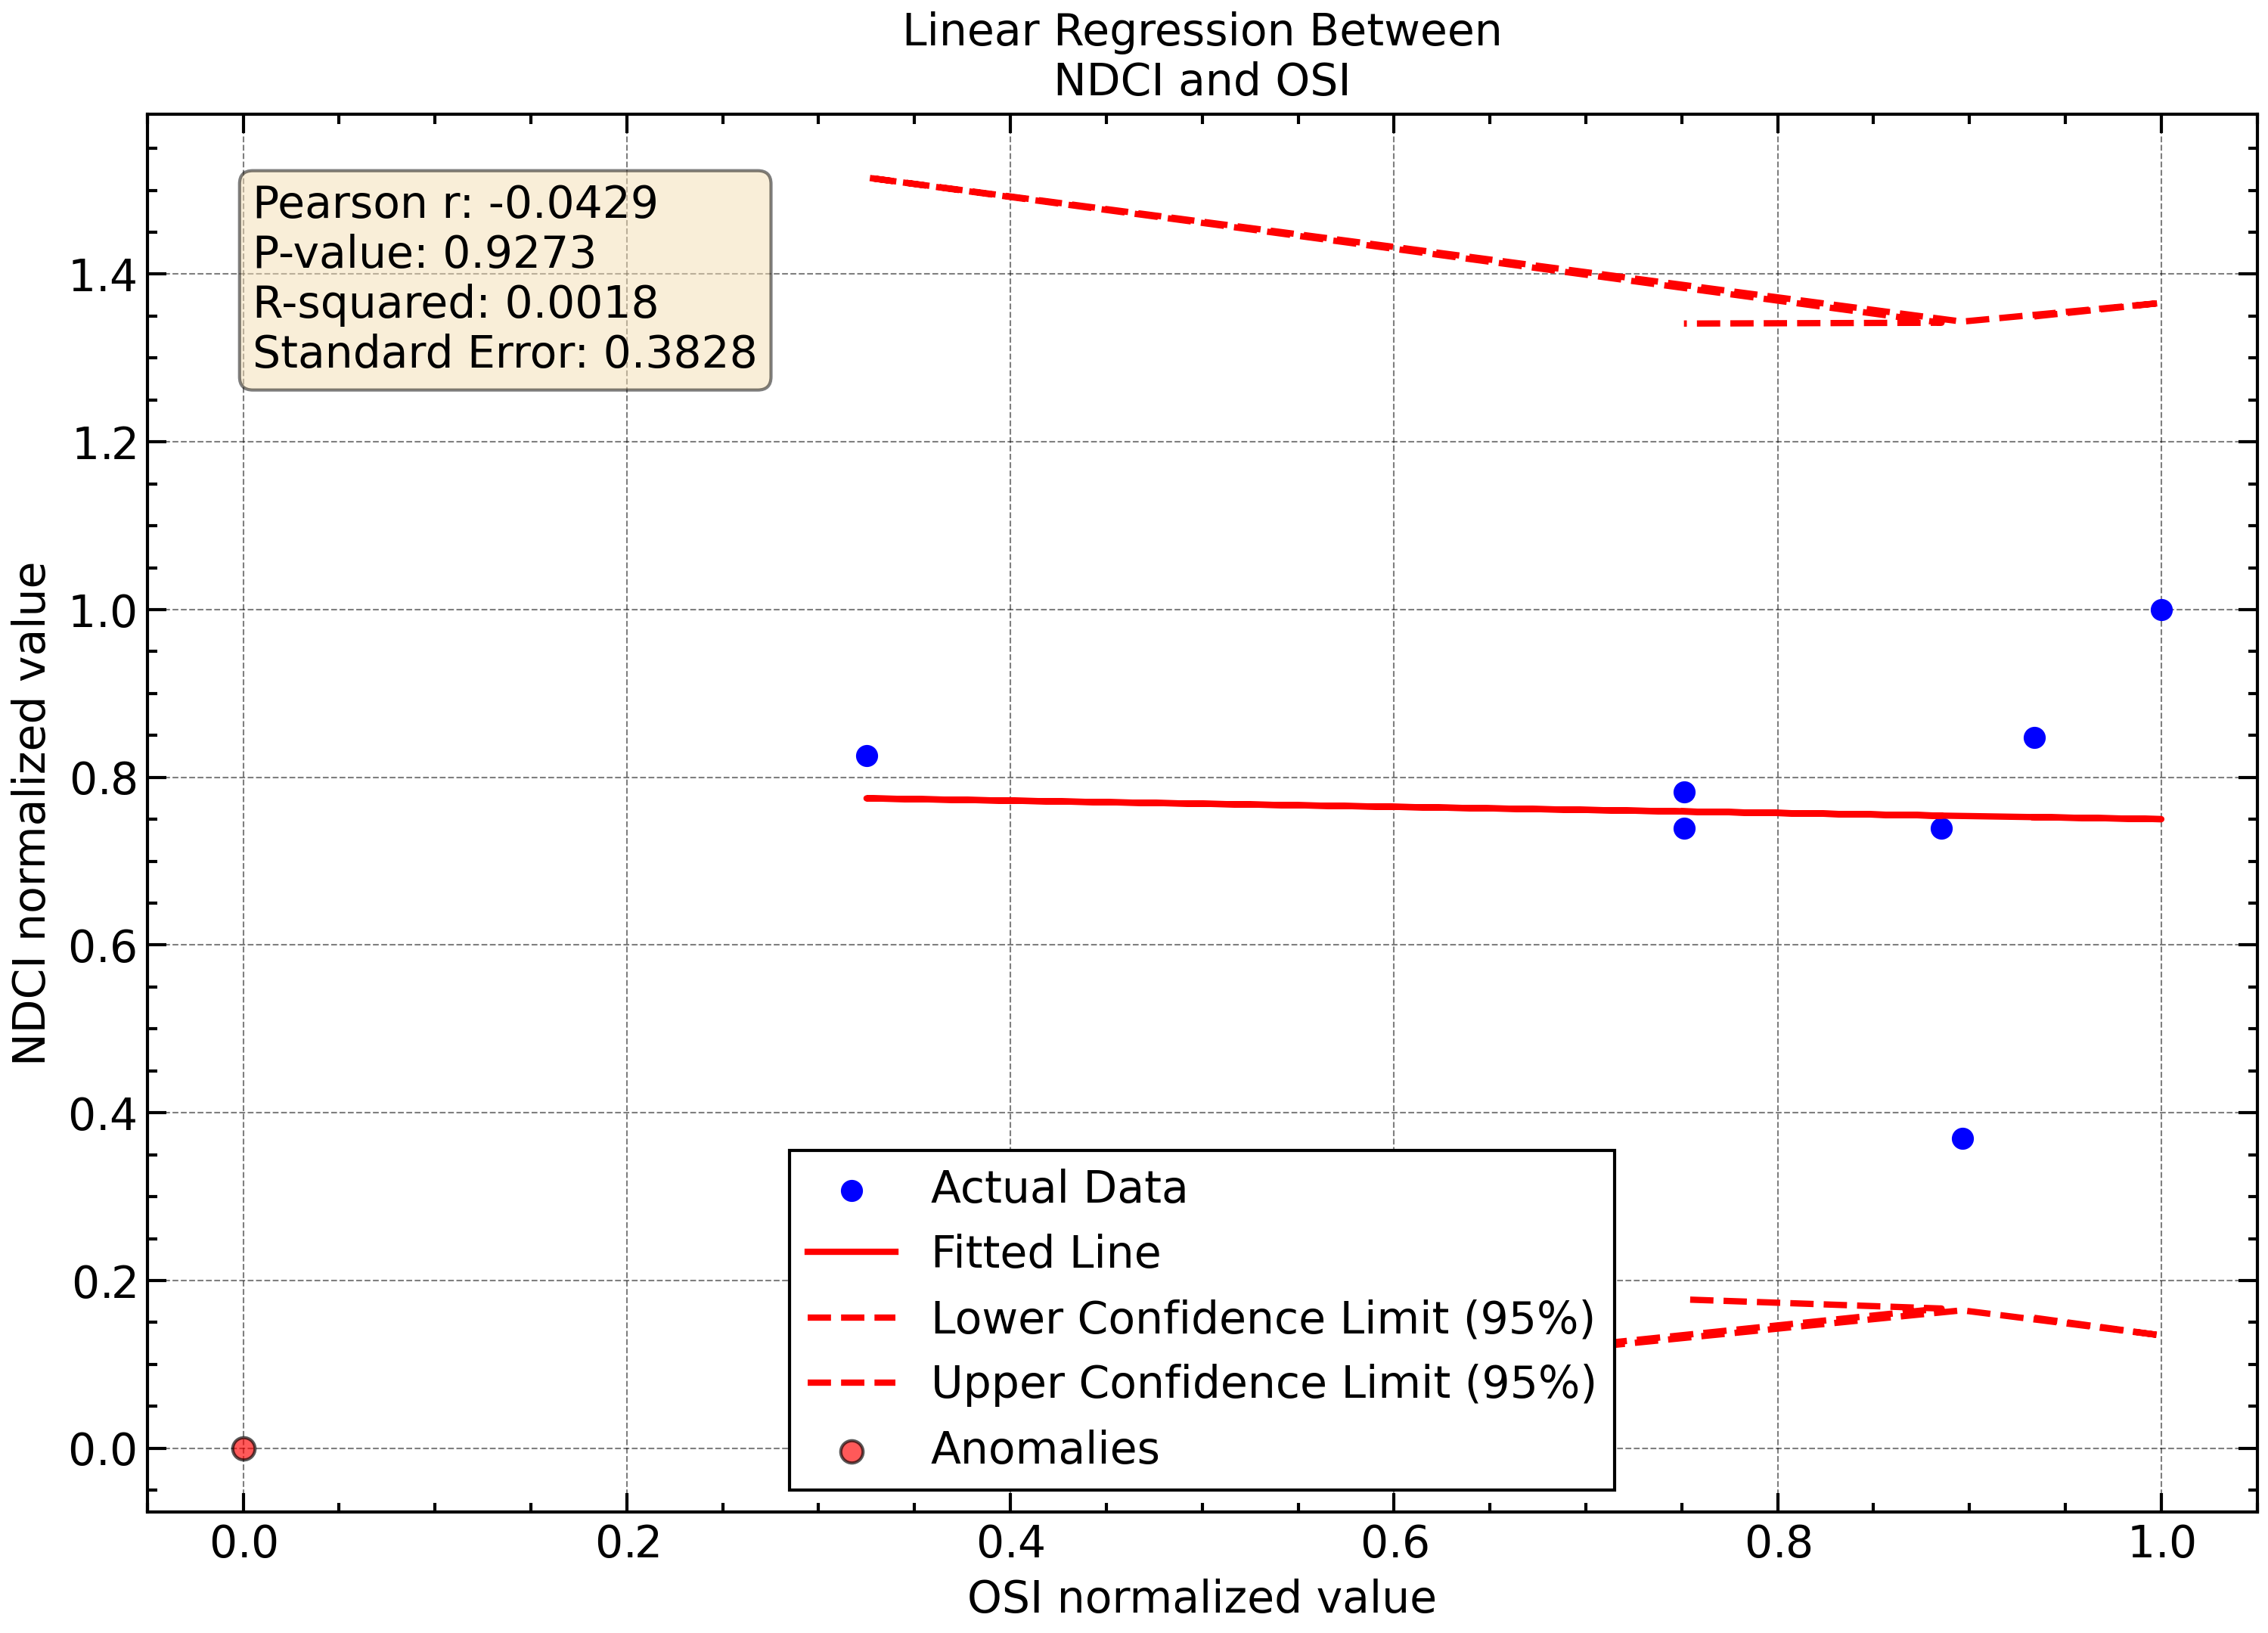 Linear Regression Between
NDCI and OSI
Pearson r: -0.0429
P-value: 0.9273
R-squared: 0.0018
Standard Error: 0.3828
1.4
1.2
1.0
0.8
0.6
0.4
0.2
0.0
NDCI normalized value
Actual Data
Fitted Line
Lower Confidence Limit (95%)
Upper Confidence Limit (95%)
Anomalies
0.0 0.2 0.4 0.6 0.8 1.0
OSI normalized value